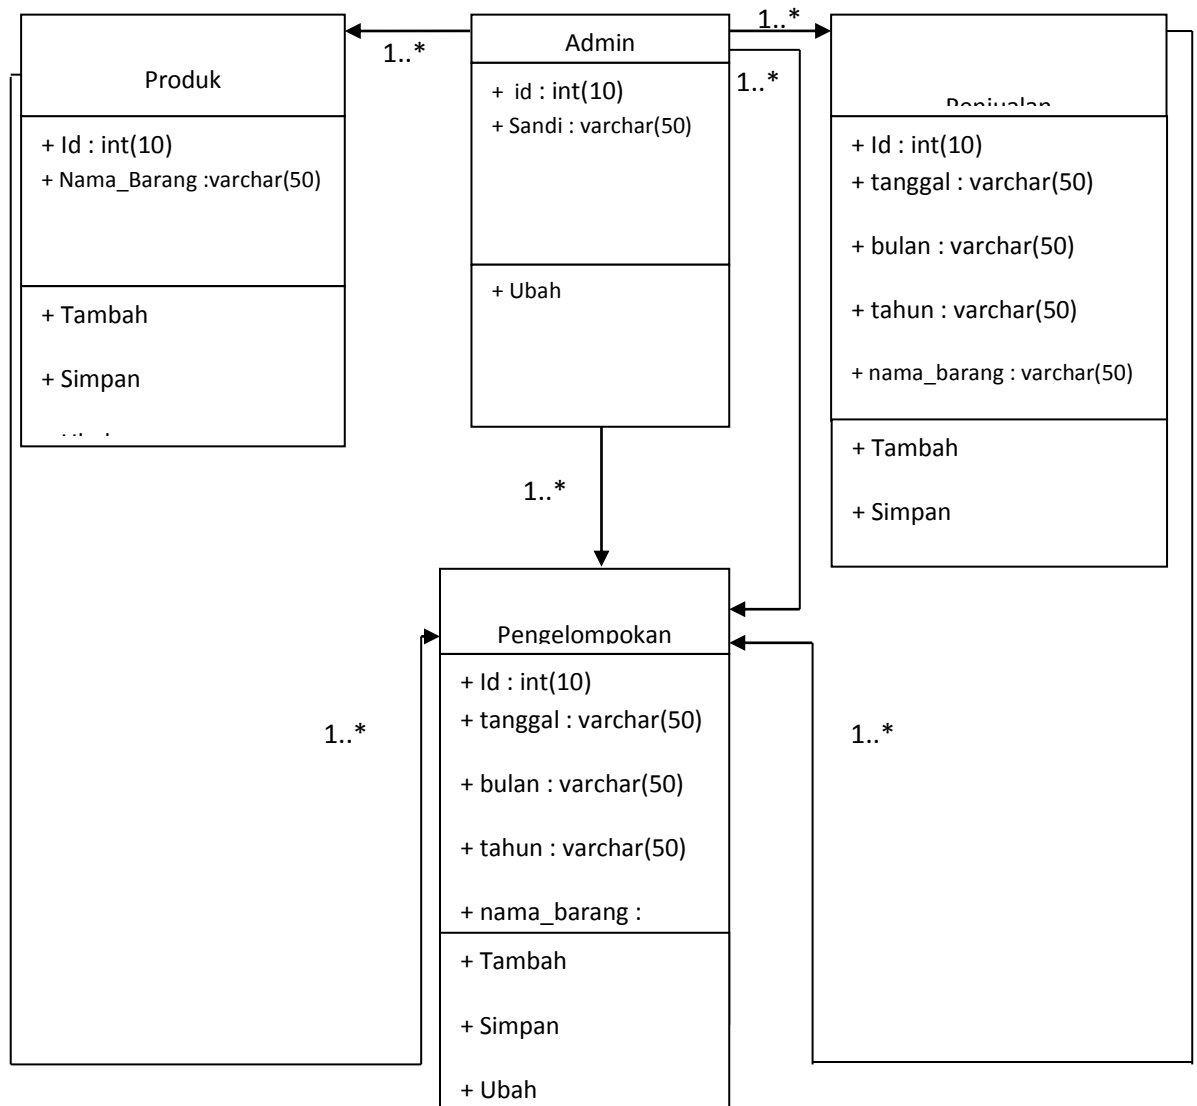 Produk
+ Id : int(10)
+ Nama_Barang :varchar(50)
+ Tambah
+ Simpan
1..*
Admin
+ id : int(10)
+ Sandi : varchar(50)
+ Ubah
1..*
1..*
Penjualan
+ Id : int(10)
+ tanggal : varchar(50)
+ bulan : varchar(50)
+ tahun : varchar(50)
+ nama_barang : varchar(50)
+ Tambah
+ Simpan
1..*
Pengelompokan
+ Id : int(10)
+ tanggal : varchar(50)
+ bulan : varchar(50)
+ tahun : varchar(50)
+ nama_barang :
+ Tambah
+ Simpan
+ Ubah
1..*
1..*